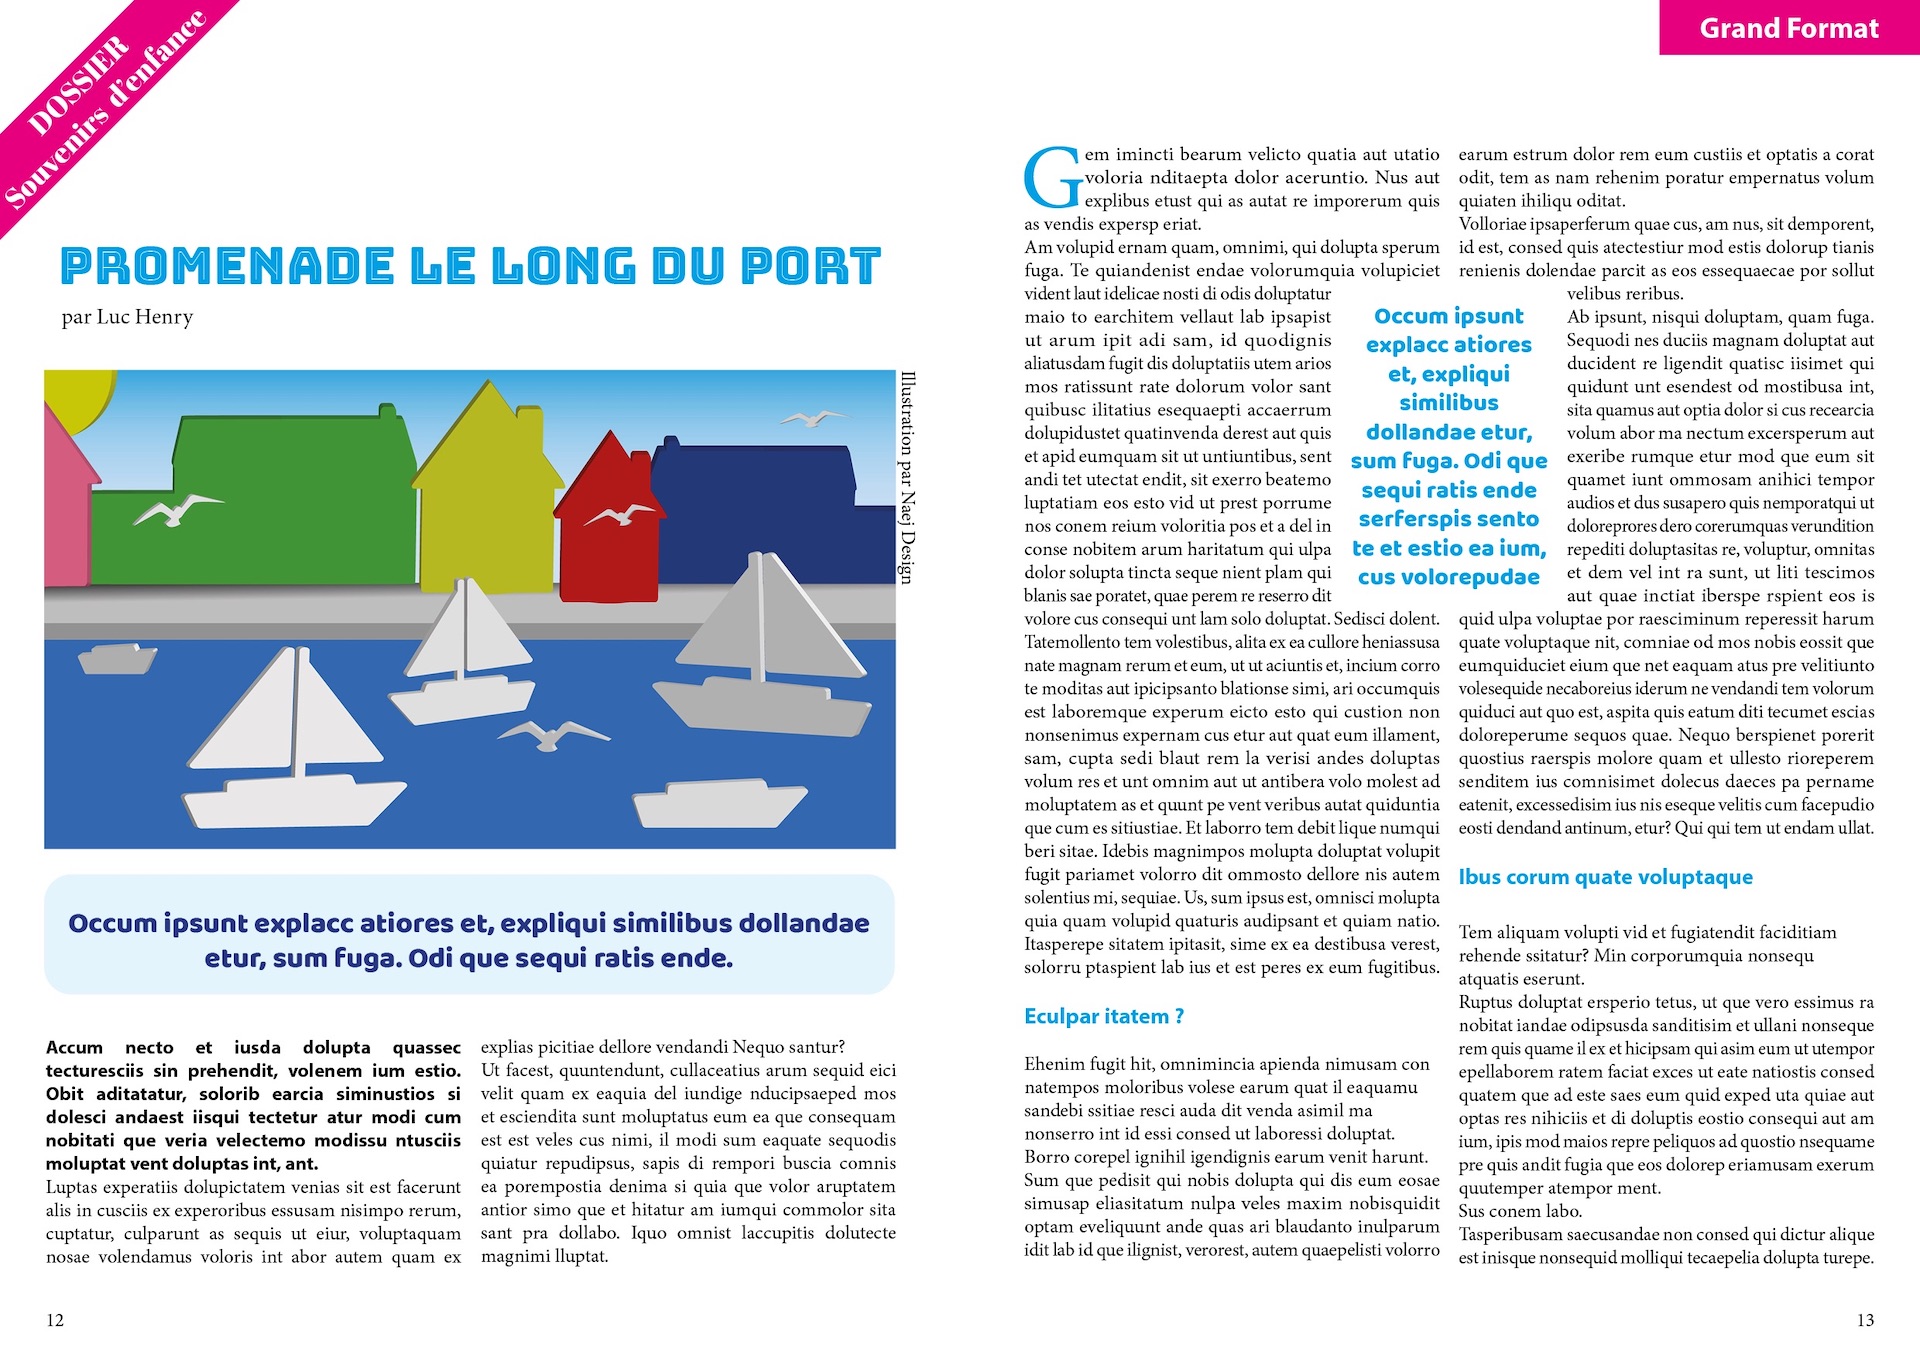 DOSSIER
Souvenirs d'enfance
PROMENADE LE LONG DU PORT
par Luc Henry
Illustration par Naej Design
Occum ipsunt explacc atiores et, expliqui similibus dollandae
etur, sum fuga. Odi que sequi ratis ende.
Accum necto et iusda dolupta quassec
tecturesciis sin prehendit, volenem ium estio.
Obit aditatatur, solorib earcia siminustios si
dolesci andaest iisqui tectetur atur modi cum
nobitati que veria velectemo modissu ntusciis
moluptat vent doluptas int, ant.
Luptas experatiis dolupictatem venias sit est facerunt
alis in cusciis ex experoribus essusam nisimpo rerum,
cuptatur, culparunt as sequis ut eiur, voluptaquam
nosae volendamus voloris int abor autem quam ex
explias picitiae dellore vendandi Nequo santur?
Ut facest, quuntendunt, cullaceatius arum sequid eici
velit quam ex eaquia del iundige nducipsaeped mos
et esciendita sunt moluptatus eum ea que consequam
est est veles cus nimi, il modi sum eaquate sequodis
quiatur repudipsus, sapis di rempori buscia comnis
ea porempostia denima si quia que volor aruptatem
antior simo que et hitatur am iumqui commolor sita
sant pra dollabo. Iquo omnist laccupitis dolutecte
magnimi lluptat.
12
Grand Format
Gem imincti bearum velicto quatia aut utatio
voloria nditaepta dolor aceruntio. Nus aut
explibus etust qui as autat re imporerum quis
as vendis expersp eriat.
Am volupid ernam quam, omnimi, qui dolupta sperum
fuga. Te quiandenist endae volorumquia volupiciet
vident laut idelicae nosti di odis doluptatur
maio to earchitem vellaut lab ipsapist
ut arum ipit adi sam, id quodignis
aliatusdam fugit dis doluptatiis utem arios
mos ratissunt rate dolorum volor sant
quibusc ilitatius esequaepti accaerrum
dolupidustet quatinvenda derest aut quis
et apid eumquam sit ut untiuntibus, sent
andi tet utectat endit, sit exerro beatemo
luptatiam eos esto vid ut prest porrume
nos conem reium voloritia pos et a del in
conse nobitem arum haritatum qui ulpa
dolor solupta tincta seque nient plam qui
blanis sae poratet, quae perem re reserro dit
volore cus consequi unt lam solo doluptat. Sedisci dolent.
Tatemollento tem volestibus, alita ex ea cullore heniassusa
nate magnam rerum et eum, ut ut aciuntis et, incium corro
te moditas aut ipicipsanto blationse simi, ari occumquis
est laboremque experum eicto esto qui custion non
nonsenimus expernam cus etur aut quat eum illament,
sam, cupta sedi blaut rem la verisi andes doluptas
volum res et unt omnim aut ut antibera volo molest ad
moluptatem as et quunt pe vent veribus autat quiduntia
que cum es sitiustiae. Et laborro tem debit lique numqui
beri sitae. Idebis magnimpos molupta doluptat volupit
fugit pariamet volorro dit ommosto dellore nis autem
solentius mi, sequiae. Us, sum ipsus est, omnisci molupta
quia quam volupid quaturis audipsant et quiam natio.
Itasperepe sitatem ipitasit, sime ex ea destibusa verest,
solorru ptaspient lab ius et est peres ex eum fugitibus.
Eculpar itatem ?
Ehenim fugit hit, omnimincia apienda nimusam con
natempos moloribus volese earum quat il eaquamu
sandebi ssitiae resci auda dit venda asimil ma
nonserro int id essi consed ut laboressi doluptat.
Borro corepel ignihil igendignis earum venit harunt.
Sum que pedisit qui nobis dolupta qui dis eum eosae
simusap eliasitatum nulpa veles maxim nobisquidit
optam eveliquunt ande quas ari blaudanto inulparum
idit lab id que ilignist, verorest, autem quaepelisti volorro
Occum ipsunt
explacc atiores
et, expliqui
similibus
dollandae etur,
sum fuga. Odi que
sequi ratis ende
serferspis sento
te et estio ea ium,
cus volorepudae
earum estrum dolor rem eum custiis et optatis a corat
odit, tem as nam rehenim poratur empernatus volum
quiaten ihiliqu oditat.
Volloriae ipsaperferum quae cus, am nus, sit demporent,
id est, consed quis atectestiur mod estis dolorup tianis
renienis dolendae parcit as eos essequaecae por sollut
velibus reribus.
Ab ipsunt, nisqui doluptam, quam fuga.
Sequodi nes duciis magnam doluptat aut
ducident re ligendit quatisc iisimet qui
quidunt unt esendest od mostibusa int,
sita quamus aut optia dolor si cus recearcia
volum abor ma nectum excersperum aut
exeribe rumque etur mod que eum sit
quamet iunt ommosam anihici tempor
audios et dus susapero quis nemporatqui ut
doloreprores dero corerumquas verundition
repediti doluptasitas re, voluptur, omnitas
et dem vel int ra sunt, ut liti tescimos
aut quae inctiat iberspe rspient eos is
quid ulpa voluptae por raesciminum reperessit harum
quate voluptaque nit, comniae od mos nobis eossit que
eumquiduciet eium que net eaquam atus pre velitiunto
volesequide necaboreius iderum ne vendandi tem volorum
quiduci aut quo est, aspita quis eatum diti tecumet escias
doloreperume sequos quae. Nequo berspienet porerit
quostius raerspis molore quam et ullesto rioreperem
senditem ius comnisimet dolecus daeces pa pername
eatenit, excessedisim ius nis eseque velitis cum facepudio
eosti dendand antinum, etur? Qui qui tem ut endam ullat.
Ibus corum quate voluptaque
Tem aliquam volupti vid et fugiatendit faciditiam
rehende ssitatur? Min corporumquia nonsequ
atquatis eserunt.
Ruptus doluptat ersperio tetus, ut que vero essimus ra
nobitat iandae odipsusda sanditisim et ullani nonseque
rem quis quame il ex et hicipsam qui asim eum ut utempor
epellaborem ratem faciat exces ut eate natiostis consed
quatem que ad este saes eum quid exped uta quiae aut
optas res nihiciis et di doluptis eostio consequi aut am
ium, ipis mod maios repre peliquos ad quostio nsequame
pre quis andit fugia que eos dolorep eriamusam exerum
quutemper atempor ment.
Sus conem labo.
Tasperibusam saecusandae non consed qui dictur alique
est inisque nonsequid molliqui tecaepelia dolupta turepe.
13